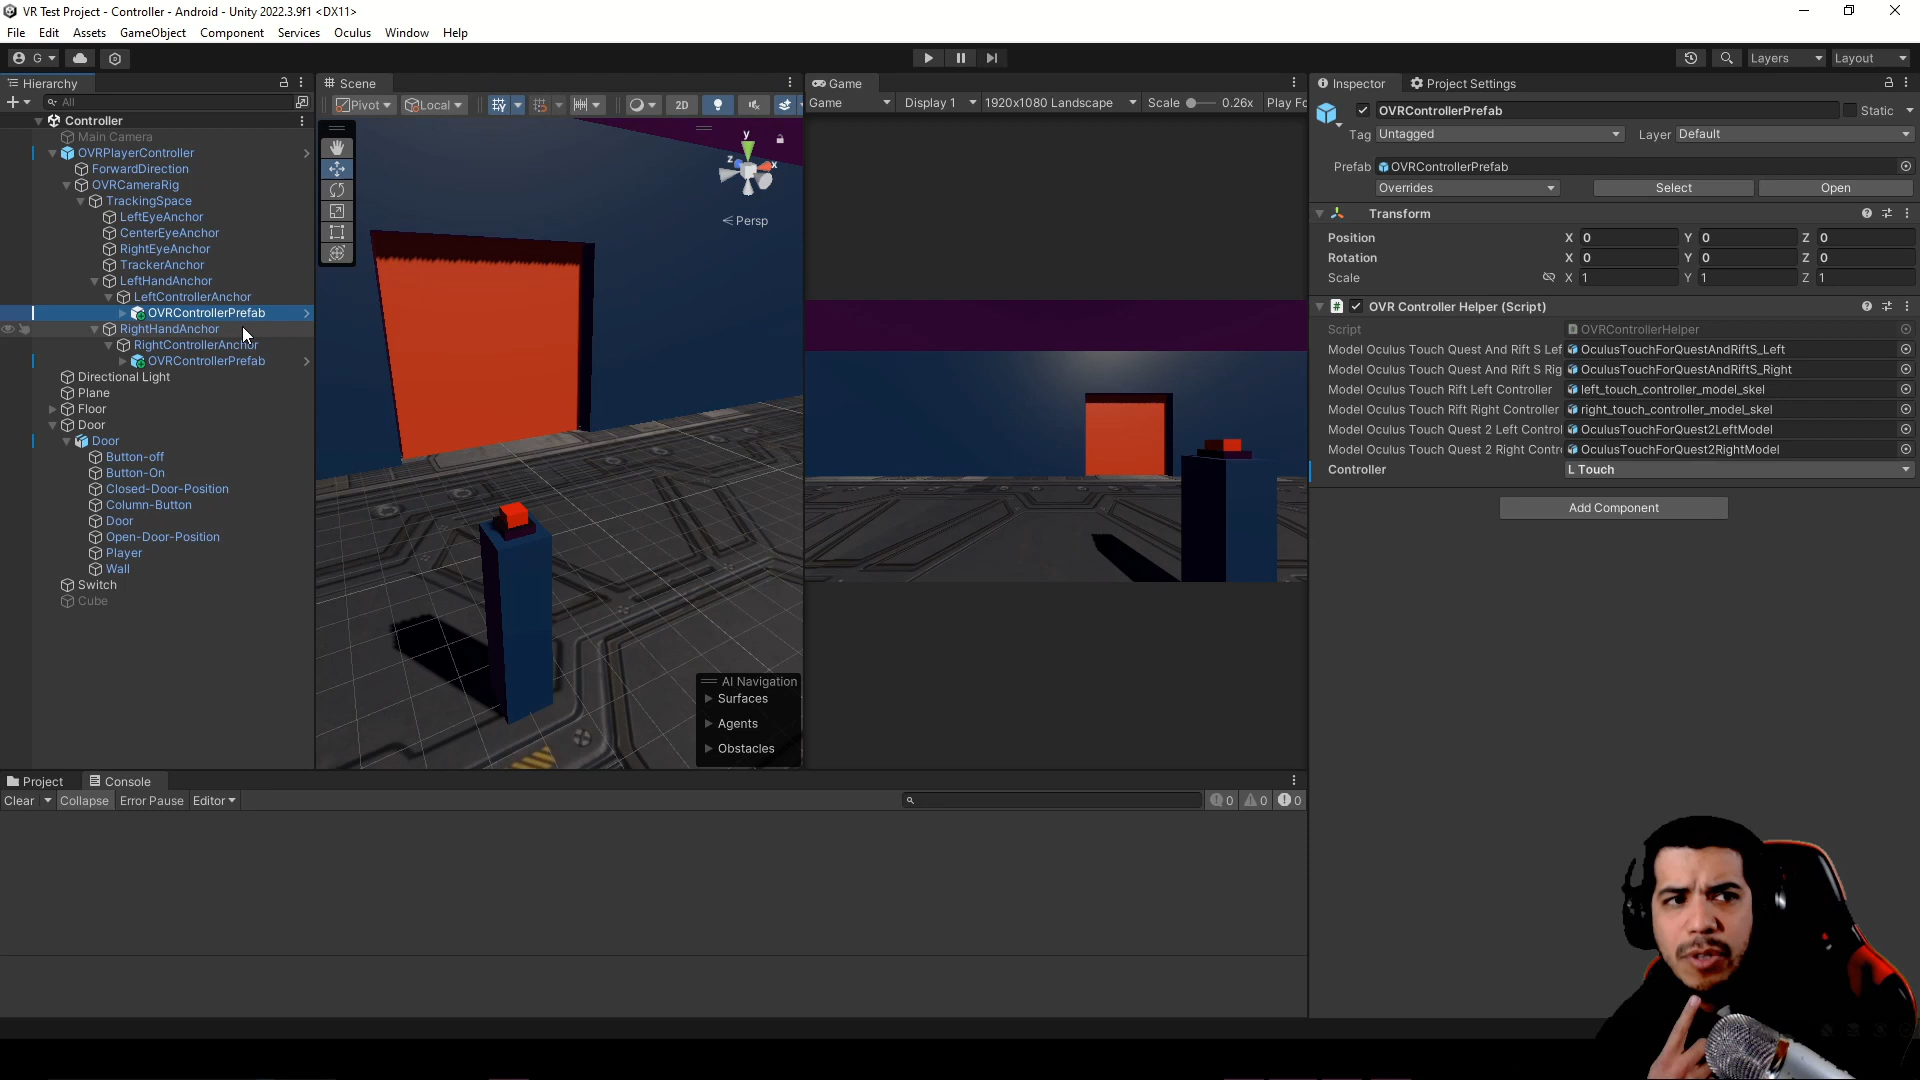 VR Test Project - Controller - Android - Unity 2022.3.9f1 <DX11>
File Edit Assets GameObject Component Services Oculus Window Help
G
Layers Layout
Hierarchy
All
Controller
Main Camera
OVRPlayerController
ForwardDirection
OVRCameraRig
TrackingSpace
LeftEyeAnchor
CenterEyeAnchor
RightEyeAnchor
TrackerAnchor
LeftHandAnchor
LeftControllerAnchor
OVRControllerPrefab
RightHandAnchor
RightControllerAnchor
OVRControllerPrefab
Directional Light
Plane
Floor
Door
Door
Button-off
Button-On
Closed-Door-Position
Column-Button
Door
Open-Door-Position
Player
Wall
Switch
Cube
Scene
Pivot Local 2D
y
z x
< Persp
AI Navigation
Surfaces
Agents
Obstacles
Game
Game Display 1 1920x1080 Landscape Scale 0.26x Play Fo
Inspector Project Settings
OVRControllerPrefab Static
Tag Untagged Layer Default
Prefab OVRControllerPrefab
Overrides Select Open
Transform
Position X 0 Y 0 Z 0
Rotation X 0 Y 0 Z 0
Scale X 1 Y 1 Z 1
# OVR Controller Helper (Script)
Script OVRControllerHelper
Model Oculus Touch Quest And Rift S Lef OculusTouchForQuestAndRiftS_Left
Model Oculus Touch Quest And Rift S Rig OculusTouchForQuestAndRiftS_Right
Model Oculus Touch Rift Left Controller left_touch_controller_model_skel
Model Oculus Touch Rift Right Controller right_touch_controller_model_skel
Model Oculus Touch Quest 2 Left Contro OculusTouchForQuest2LeftModel
Model Oculus Touch Quest 2 Right Contr OculusTouchForQuest2RightModel
Controller L Touch
Add Component
Project Console
Clear Collapse Error Pause Editor
0 0 0